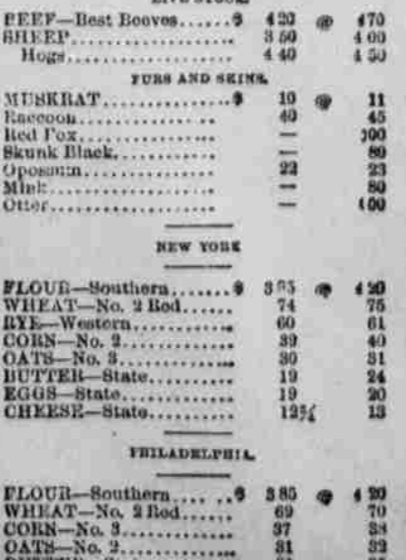 LIVE STOCK.
BEEF—Best Beeves......$ 4 20 @ 4 70
SHEEP.................. 3 50 4 00
Hogs.................. 4 40 4 50
FURS AND SKINS.
MUSKRAT...............$ 10 @ 11
Raccoon................ 40 45
Red Fox................ — 100
Skunk Black............ — 80
Opossum................ 22 23
Mink................... — 80
Otter.................. — 400
NEW YORK
FLOUR—Southern.......$ 3 85 @ 4 20
WHEAT—No. 2 Red....... 74 75
RYE—Western............ 60 61
CORN—No. 2............. 39 40
OATS—No. 3............. 30 31
BUTTER—State........... 19 24
EGGS—State............. 19 20
CHEESE—State.......... 12¾ 13
PHILADELPHIA.
FLOUR—Southern.......$ 3 85 @ 4 20
WHEAT—No. 2 Red....... 69 70
CORN—No. 3............. 37 38
OATS—No. 2............. 31 32